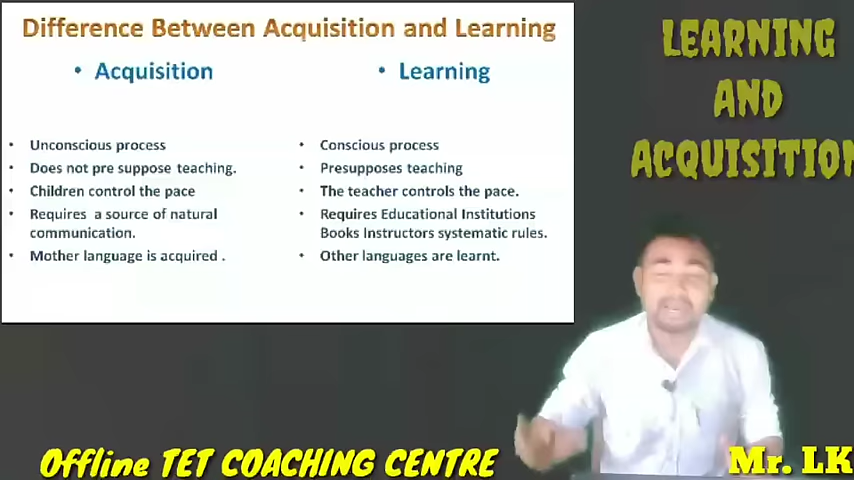 Difference Between Acquisition and Learning
• Acquisition
• Unconscious process
• Does not pre suppose teaching.
• Children control the pace
• Requires a source of natural
communication.
• Mother language is acquired .
• Learning
• Conscious process
• Presupposes teaching
• The teacher controls the pace.
• Requires Educational Institutions
Books Instructors systematic rules.
• Other languages are learnt.
LEARNING
AND
ACQUISITION
Offline TET COACHING CENTRE
Mr. LK